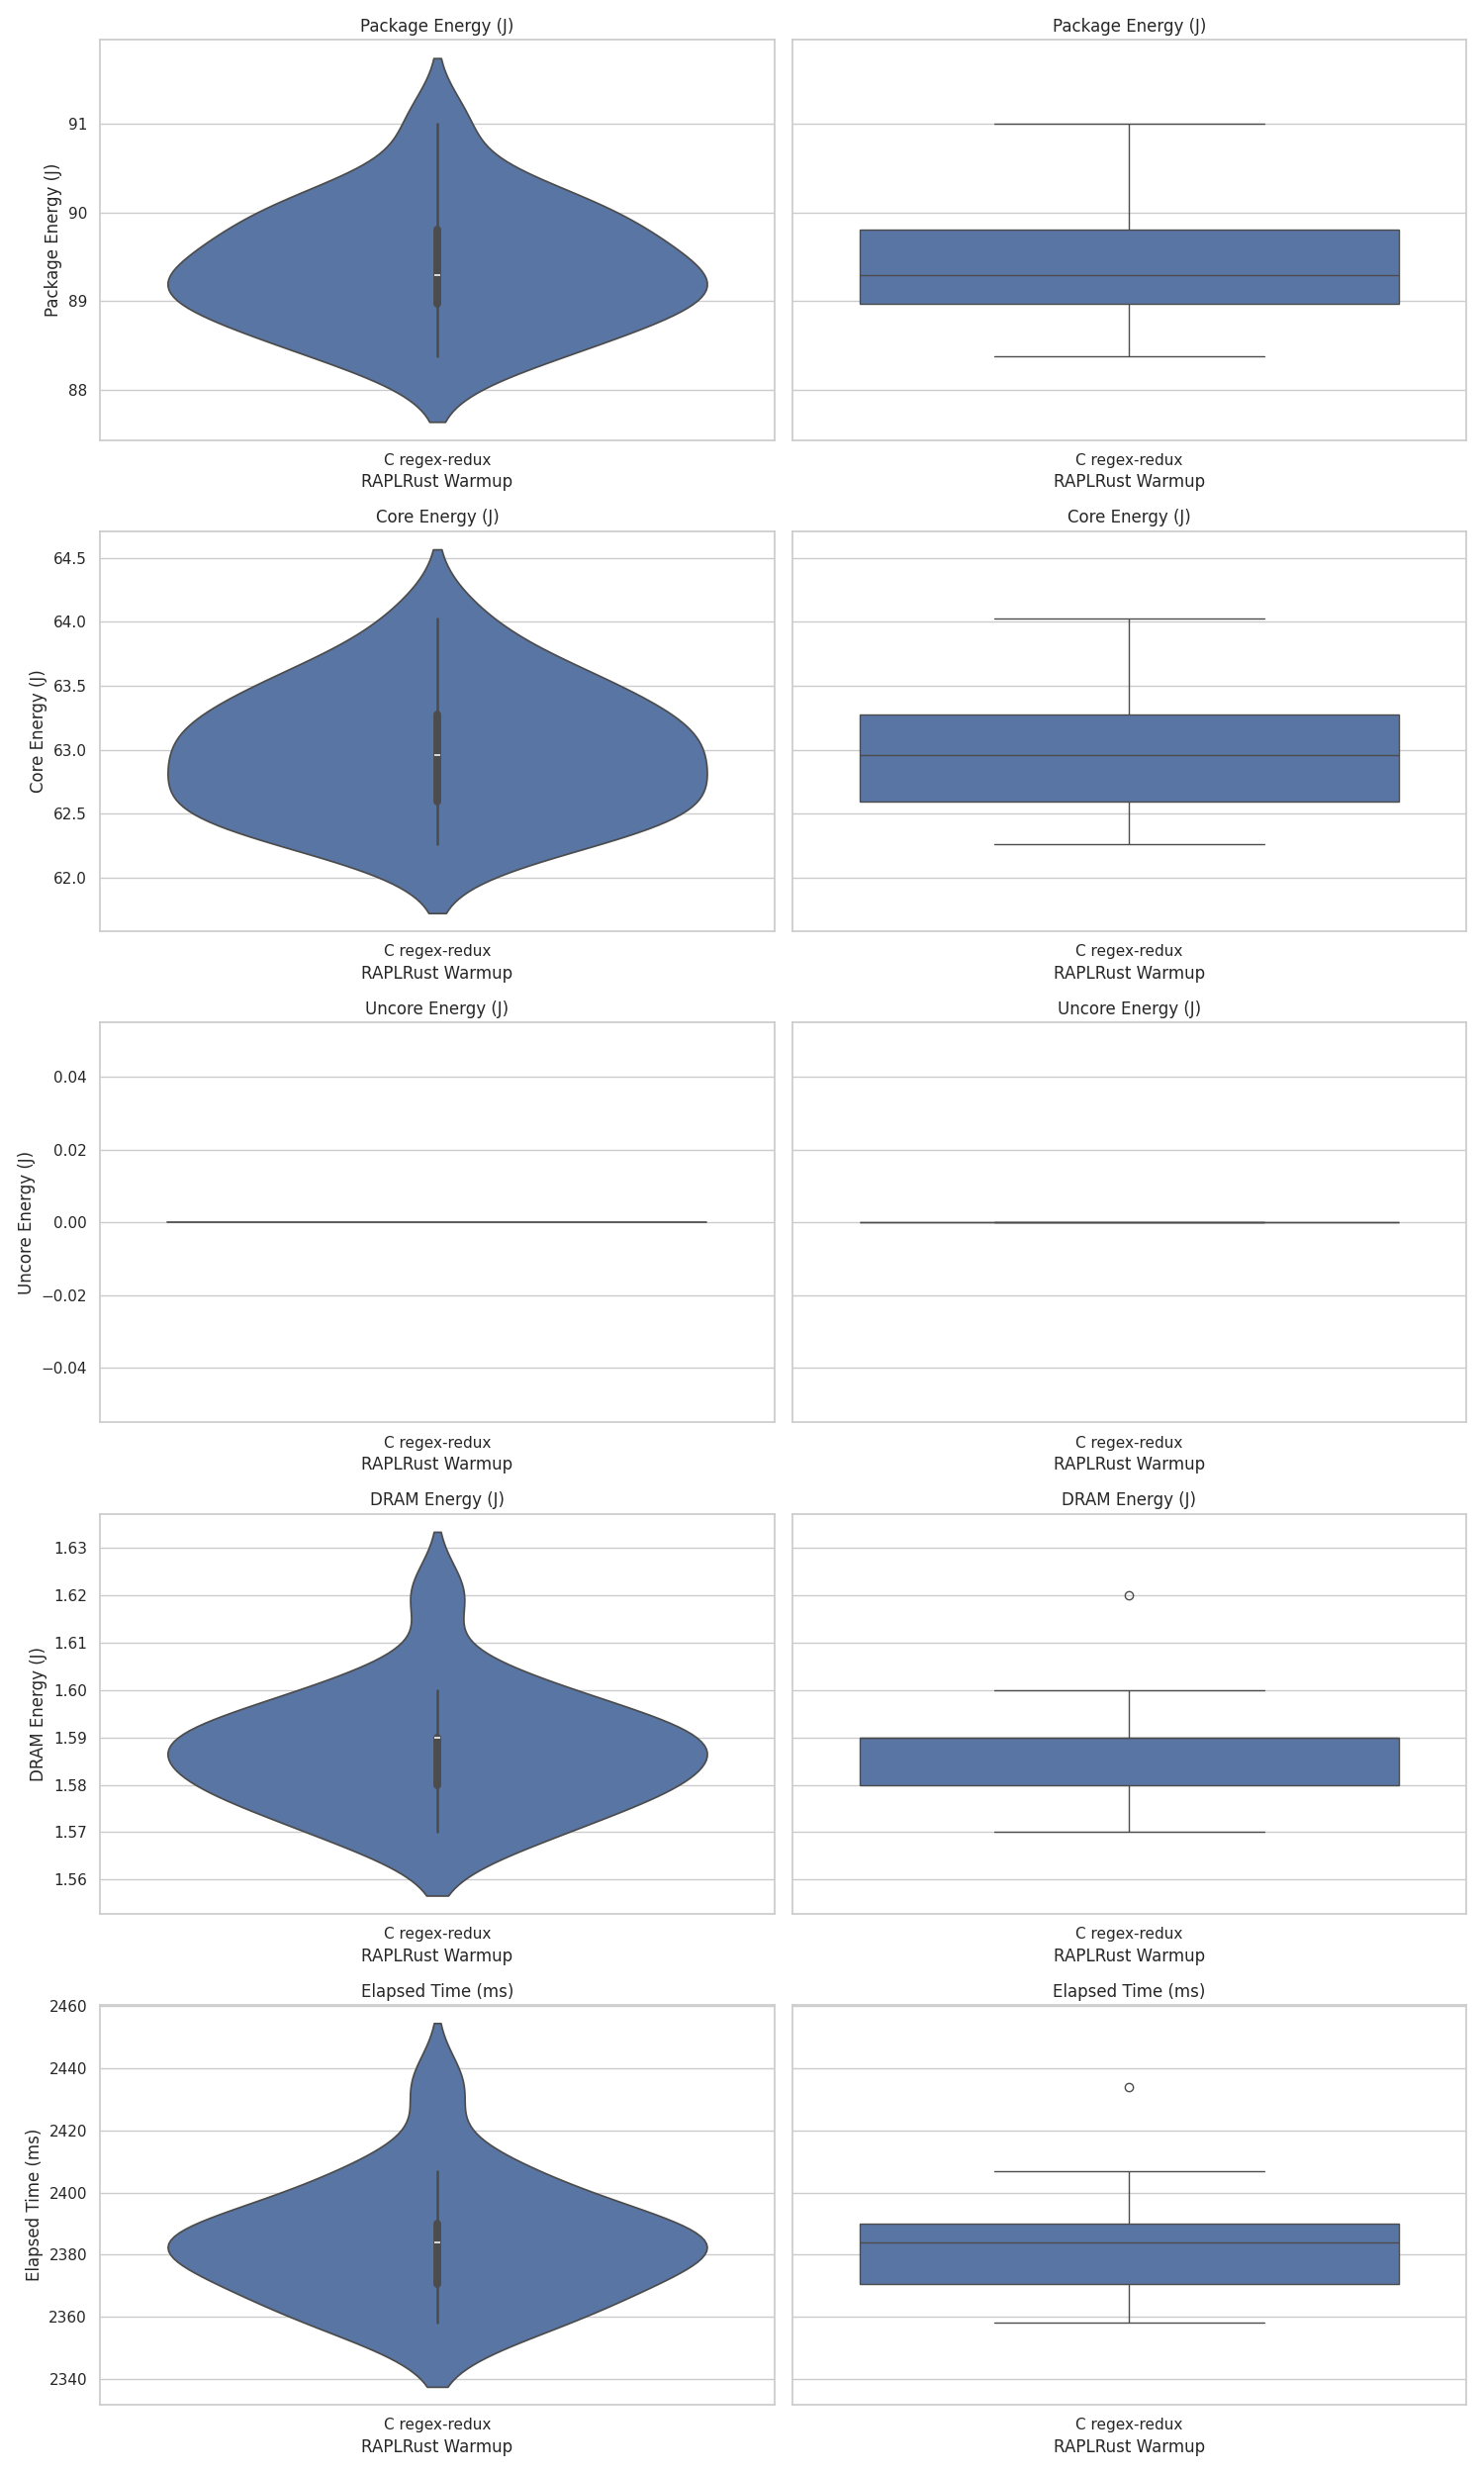 Package Energy (J)
Package Energy (J)
Package Energy (J)
91
90
89
88
C regex-redux
RAPLRust Warmup
C regex-redux
RAPLRust Warmup
Core Energy (J)
Core Energy (J)
Core Energy (J)
64.5
64.0
63.5
63.0
62.5
62.0
C regex-redux
RAPLRust Warmup
C regex-redux
RAPLRust Warmup
Uncore Energy (J)
Uncore Energy (J)
Uncore Energy (J)
0.04
0.02
0.00
−0.02
−0.04
C regex-redux
RAPLRust Warmup
C regex-redux
RAPLRust Warmup
DRAM Energy (J)
DRAM Energy (J)
DRAM Energy (J)
1.63
1.62
1.61
1.60
1.59
1.58
1.57
1.56
C regex-redux
RAPLRust Warmup
C regex-redux
RAPLRust Warmup
Elapsed Time (ms)
Elapsed Time (ms)
Elapsed Time (ms)
2460
2440
2420
2400
2380
2360
2340
C regex-redux
RAPLRust Warmup
C regex-redux
RAPLRust Warmup